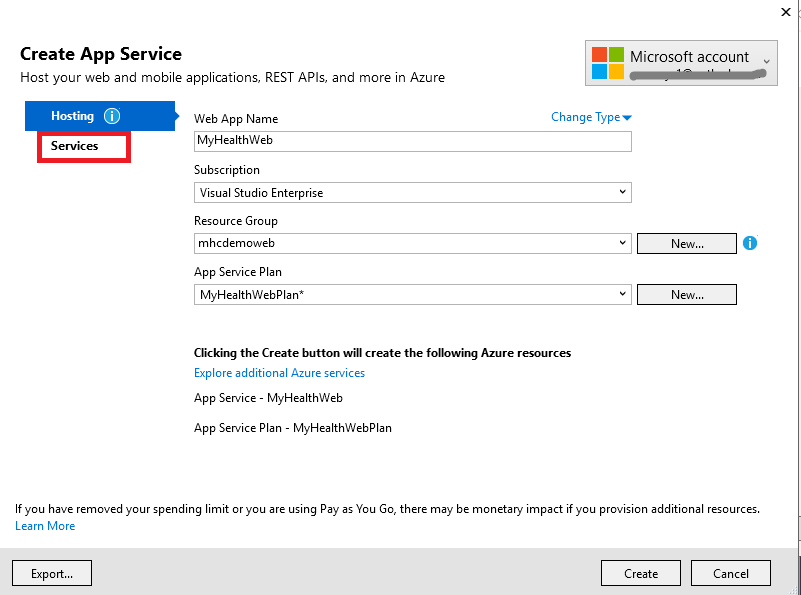 Create App Service
Host your web and mobile applications, REST APIs, and more in Azure
Microsoft account
Hosting
Services
Web App Name
Change Type
MyHealthWeb
Subscription
Visual Studio Enterprise
Resource Group
mhcdemoweb
New...
App Service Plan
MyHealthWebPlan*
New...
Clicking the Create button will create the following Azure resources
Explore additional Azure services
App Service - MyHealthWeb
App Service Plan - MyHealthWebPlan
If you have removed your spending limit or you are using Pay as You Go, there may be monetary impact if you provision additional resources.
Learn More
Export...
Create
Cancel